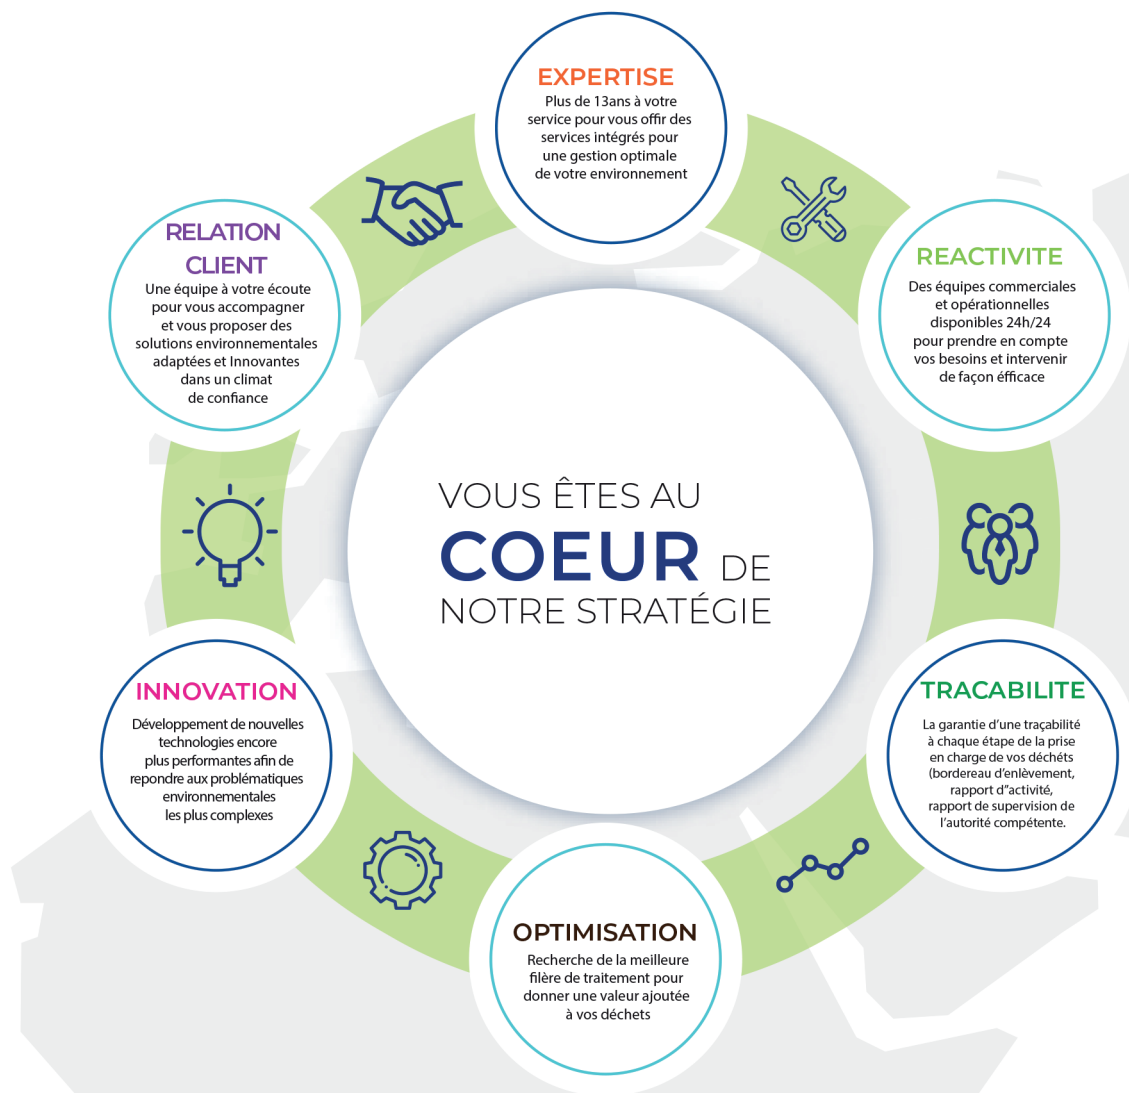 EXPERTISE
Plus de 13ans à votre
service pour vous offir des
services intégrés pour
une gestion optimale
de votre environnement
RELATION
CLIENT
Une équipe à votre écoute
pour vous accompagner
et vous proposer des
solutions environnementales
adaptées et Innovantes
dans un climat
de confiance
REACTIVITE
Des équipes commerciales
et opérationnelles
disponibles 24h/24
pour prendre en compte
vos besoins et intervenir
de façon éfficace
VOUS ÊTES AU
COEUR DE
NOTRE STRATÉGIE
INNOVATION
Développement de nouvelles
technologies encore
plus performantes afin de
repondre aux problématiques
environnementales
les plus complexes
TRACABILITE
La garantie d'une traçabilité
à chaque étape de la prise
en charge de vos déchéts
(bordereau d'enlèvement,
rapport d''activité,
rapport de supervision de
l'autorité compétente.
OPTIMISATION
Recherche de la meilleure
filère de traitement pour
donner une valeur ajoutée
à vos déchets